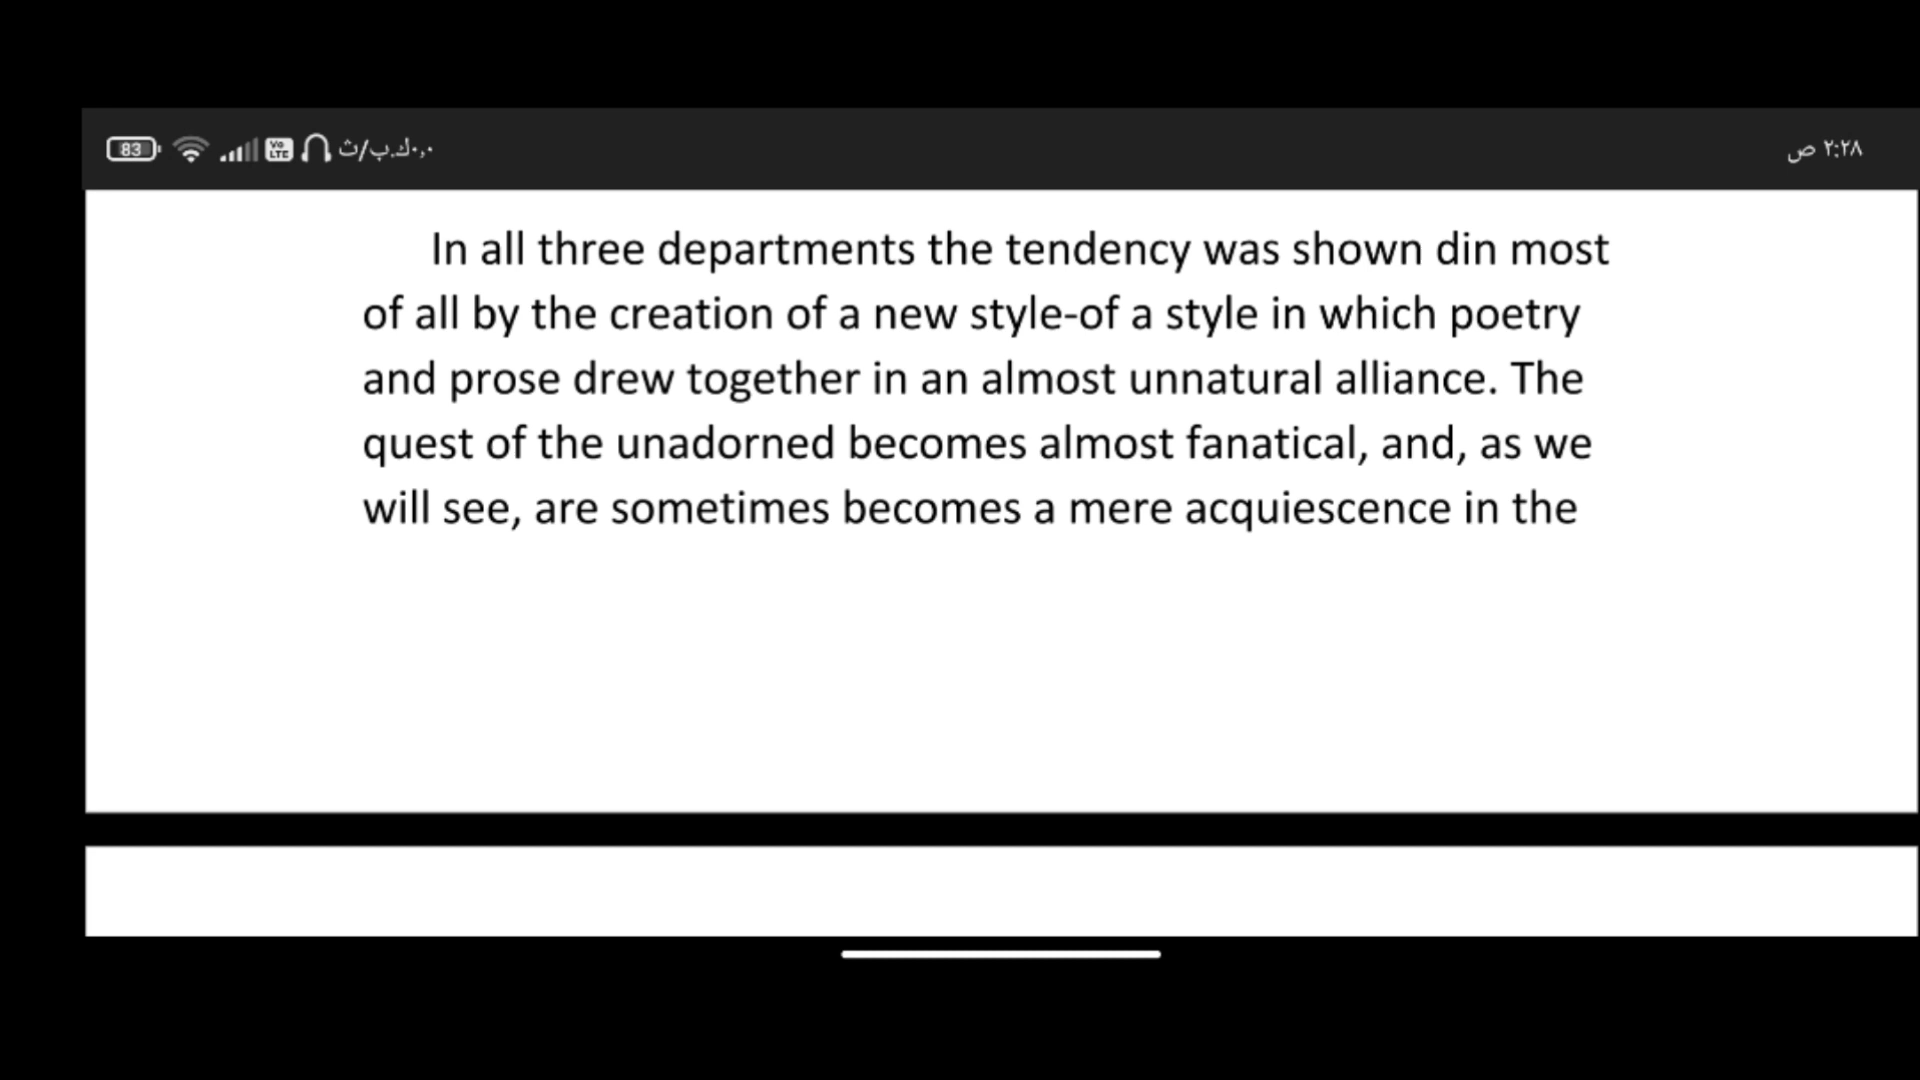 83 Vo LTE ٠,٠ك.ب/ث ٢:٢٨ ص
In all three departments the tendency was shown din most
of all by the creation of a new style-of a style in which poetry
and prose drew together in an almost unnatural alliance. The
quest of the unadorned becomes almost fanatical, and, as we
will see, are sometimes becomes a mere acquiescence in the